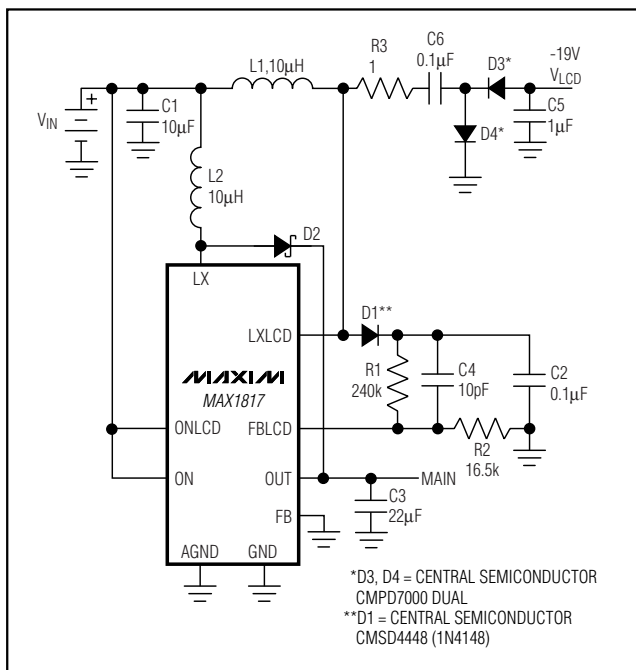 L1,10μH
R3
1
C6
0.1μF
D3*
-19V
VLCD
+
VIN
C1
10μF
C5
1μF
D4*
L2
10μH
D2
LX
D1**
LXLCD
MAXIM
MAX1817
R1
240k
C4
10pF
C2
0.1μF
ONLCD
FBLCD
R2
16.5k
ON
OUT
MAIN
C3
22μF
FB
AGND
GND
*D3, D4 = CENTRAL SEMICONDUCTOR
CMPD7000 DUAL
**D1 = CENTRAL SEMICONDUCTOR
CMSD4448 (1N4148)